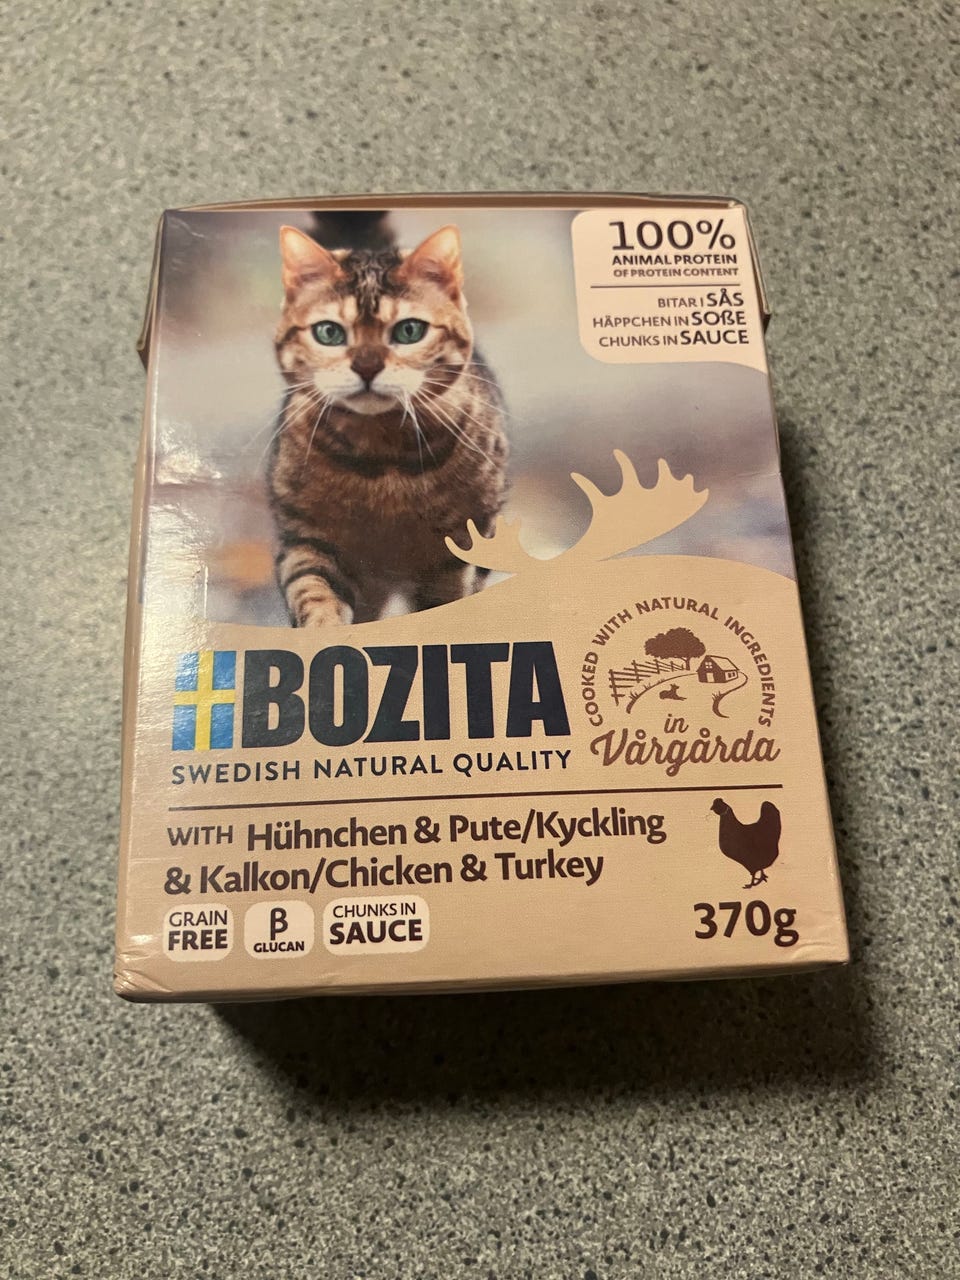 100%
ANIMAL PROTEIN
OF PROTEIN CONTENT
BITAR I SÅS
HÄPPCHEN IN SOßE
CHUNKS IN SAUCE
BOZITA
SWEDISH NATURAL QUALITY
COOKED WITH NATURAL INGREDIENTS
in
Vårgårda
WITH Hühnchen & Pute/Kyckling
& Kalkon/Chicken & Turkey
GRAIN
FREE
β
GLUCAN
CHUNKS IN
SAUCE
370g